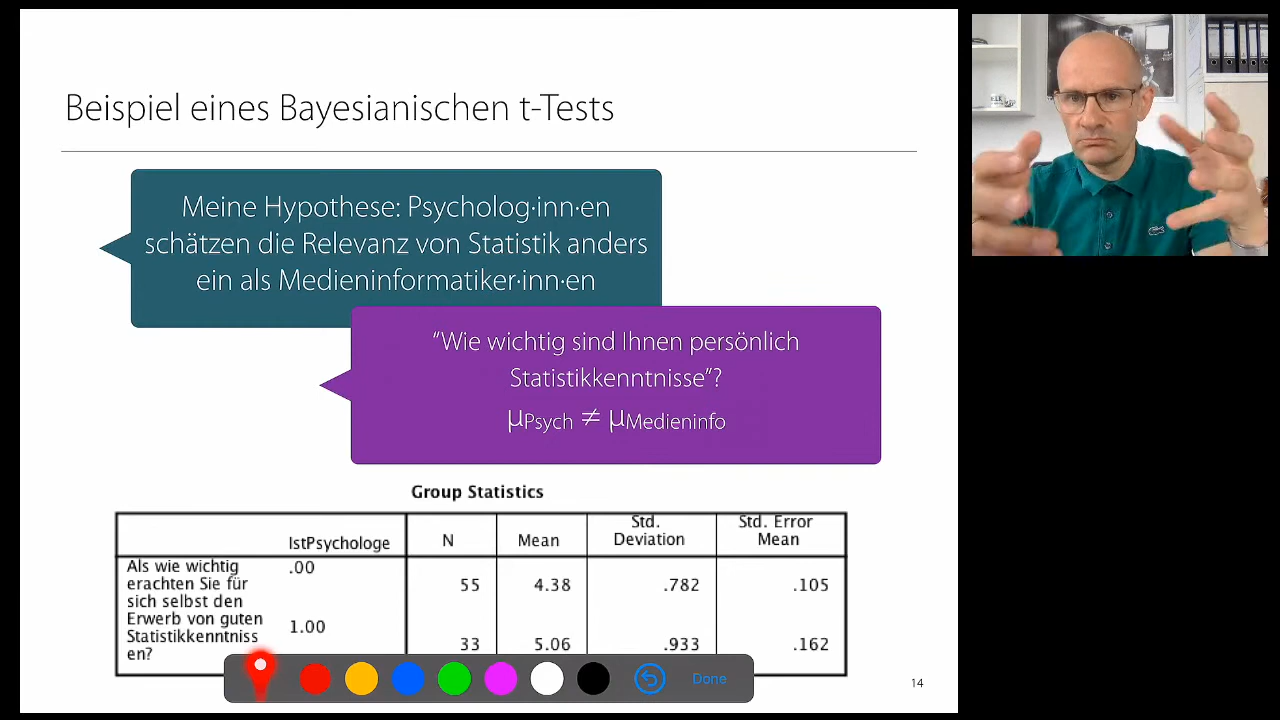 Beispiel eines Bayesianischen t-Tests
Meine Hypothese: Psycholog·inn·en
schätzen die Relevanz von Statistik anders
ein als Medieninformatiker·inn·en
“Wie wichtig sind Ihnen persönlich
Statistikkenntnisse”?
μPsych ≠ μMedieninfo
Group Statistics
IstPsychologe N Mean Std. Deviation Std. Error Mean
Als wie wichtig .00 55 4.38 .782 .105
erachten Sie für
sich selbst den
Erwerb von guten
Statistikkenntniss 1.00 33 5.06 .933 .162
en?
Done
14